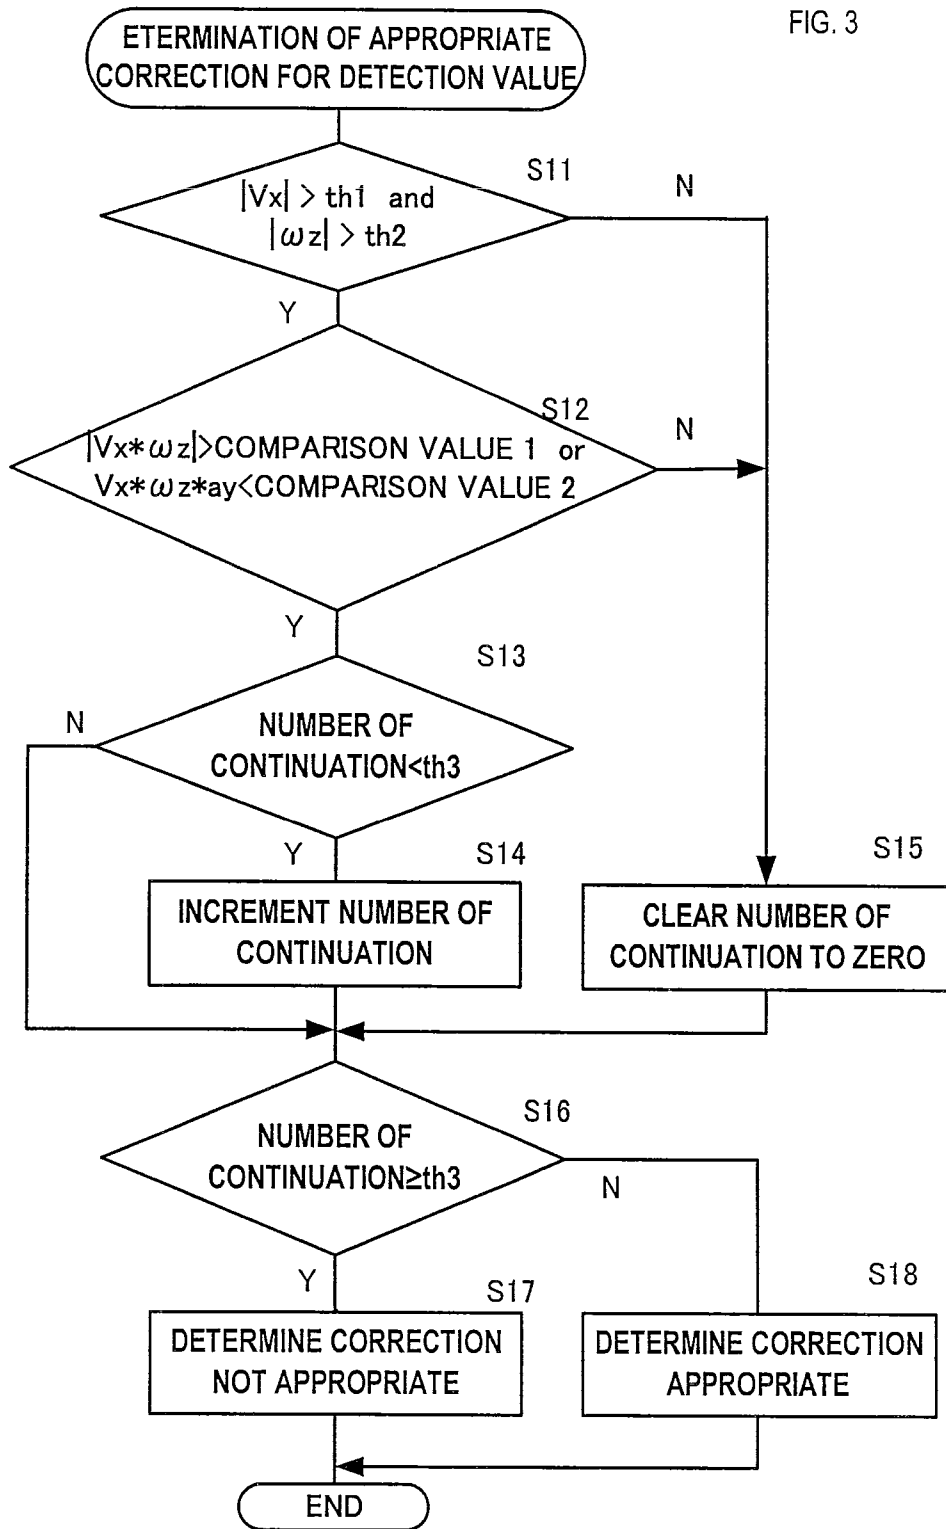 FIG. 3
ETERMINATION OF APPROPRIATE
CORRECTION FOR DETECTION VALUE
S11
|Vx| > th1 and
|ωz| > th2
N
Y
S12
|Vx*ωz|>COMPARISON VALUE 1 or
Vx*ωz*ay<COMPARISON VALUE 2
N
Y
S13
NUMBER OF
CONTINUATION<th3
N
Y
S14
INCREMENT NUMBER OF
CONTINUATION
S15
CLEAR NUMBER OF
CONTINUATION TO ZERO
S16
NUMBER OF
CONTINUATION≥th3
N
Y
S17
DETERMINE CORRECTION
NOT APPROPRIATE
S18
DETERMINE CORRECTION
APPROPRIATE
END